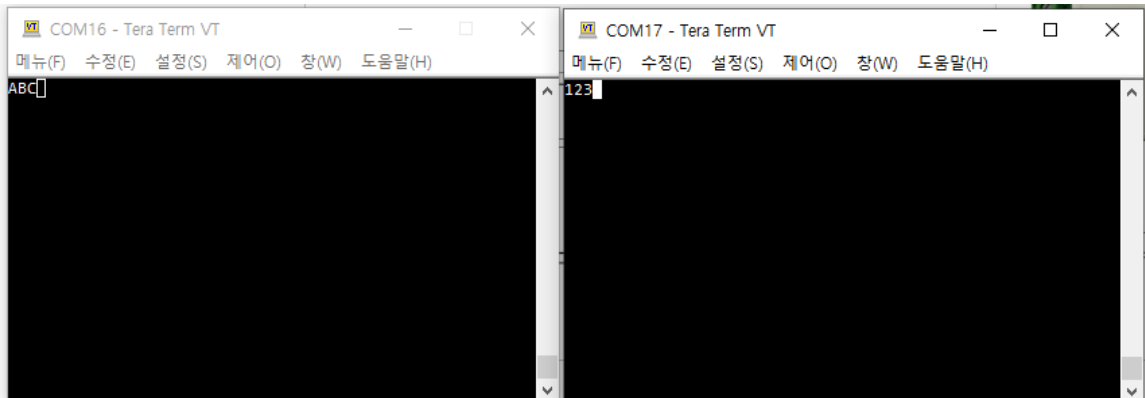 COM16 - Tera Term VT
메뉴(F) 수정(E) 설정(S) 제어(O) 창(W) 도움말(H)
ABC
COM17 - Tera Term VT
메뉴(F) 수정(E) 설정(S) 제어(O) 창(W) 도움말(H)
123